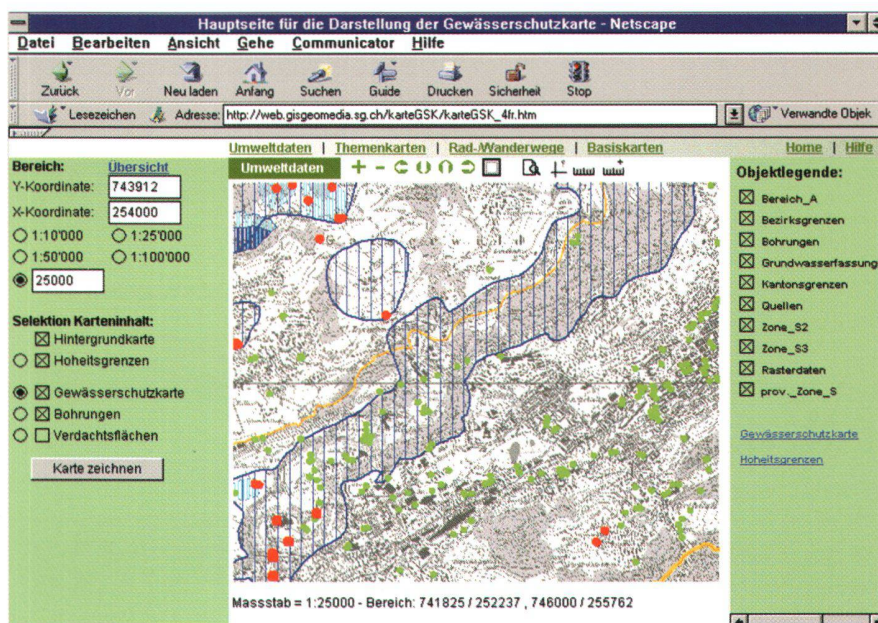 Hauptseite für die Darstellung der Gewässerschutzkarte - Netscape
Datei Bearbeiten Ansicht Gehe Communicator Hilfe
Zurück Vor Neu laden Anfang Suchen Guide Drucken Sicherheit Stop
Lesezeichen Adresse: http://web.gisgeomedia.sg.ch/karteGSK/karteGSK_4fr.htm Verwandte Objek
Umweltdaten | Themenkarten | Rad-/Wanderwege | Basiskarten Home | Hilfe
Bereich: Übersicht
Y-Koordinate: 743912
X-Koordinate: 254000
1:10'000 1:25'000
1:50'000 1:100'000
25000
Selektion Karteninhalt:
Hintergrundkarte
Hoheitsgrenzen
Gewässerschutzkarte
Bohrungen
Verdachtsflächen
Karte zeichnen
Umweltdaten
Massstab = 1:25000 - Bereich: 741825 / 252237 , 746000 / 255762
Objektlegende:
Bereich_A
Bezirksgrenzen
Bohrungen
Grundwasserfassung
Kantonsgrenzen
Quellen
Zone_S2
Zone_S3
Rasterdaten
prov._Zone_S
Gewässerschutzkarte
Hoheitsgrenzen